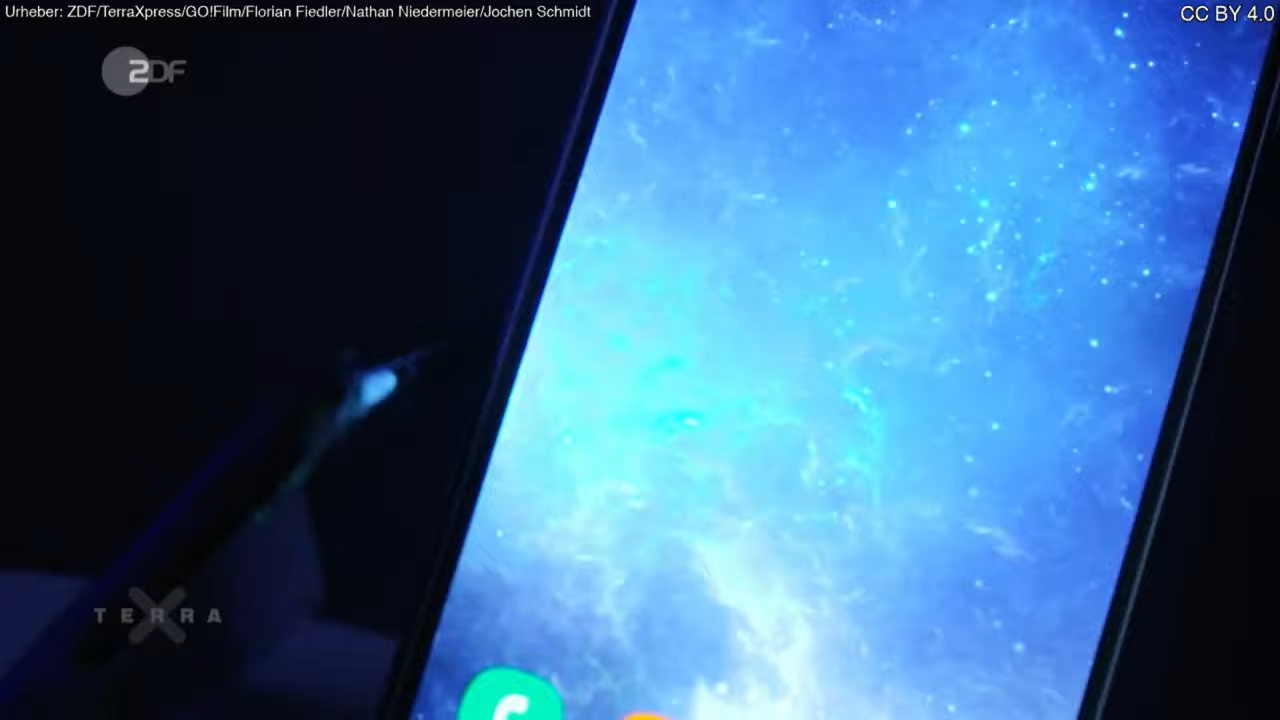 Urheber: ZDF/TerraXpress/GO!Film/Florian Fiedler/Nathan Niedermeier/Jochen Schmidt
CC BY 4.0
ZDF
TERRA